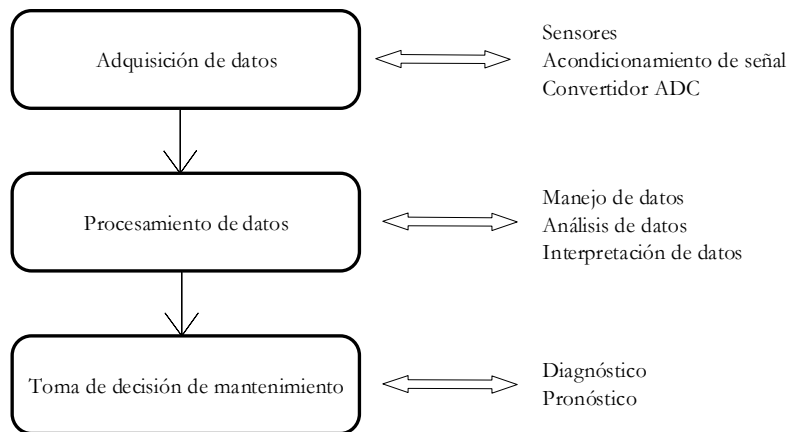 Adquisición de datos
Sensores
Acondicionamiento de señal
Convertidor ADC
Procesamiento de datos
Manejo de datos
Análisis de datos
Interpretación de datos
Toma de decisión de mantenimiento
Diagnóstico
Pronóstico